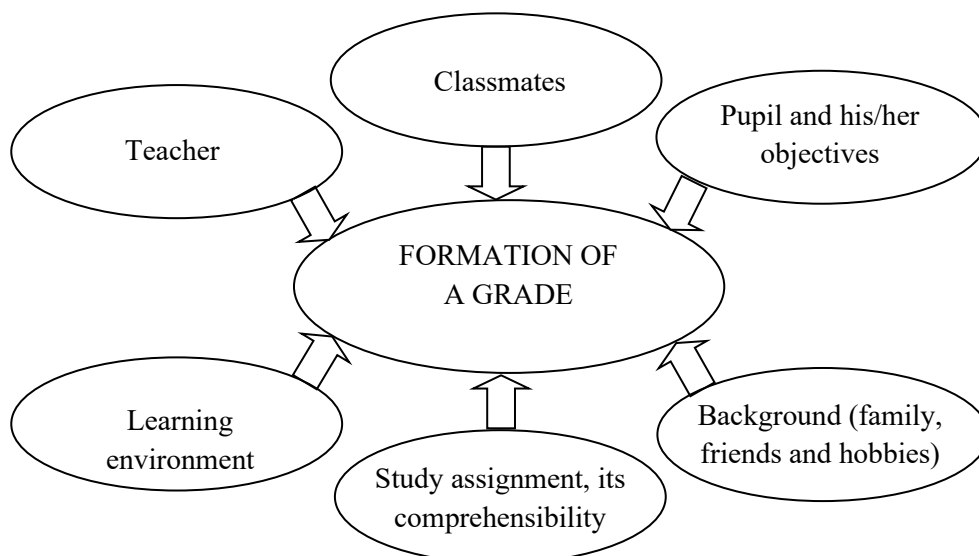 Classmates
Teacher
Pupil and his/her
objectives
FORMATION OF
A GRADE
Learning
environment
Study assignment, its
comprehensibility
Background (family,
friends and hobbies)